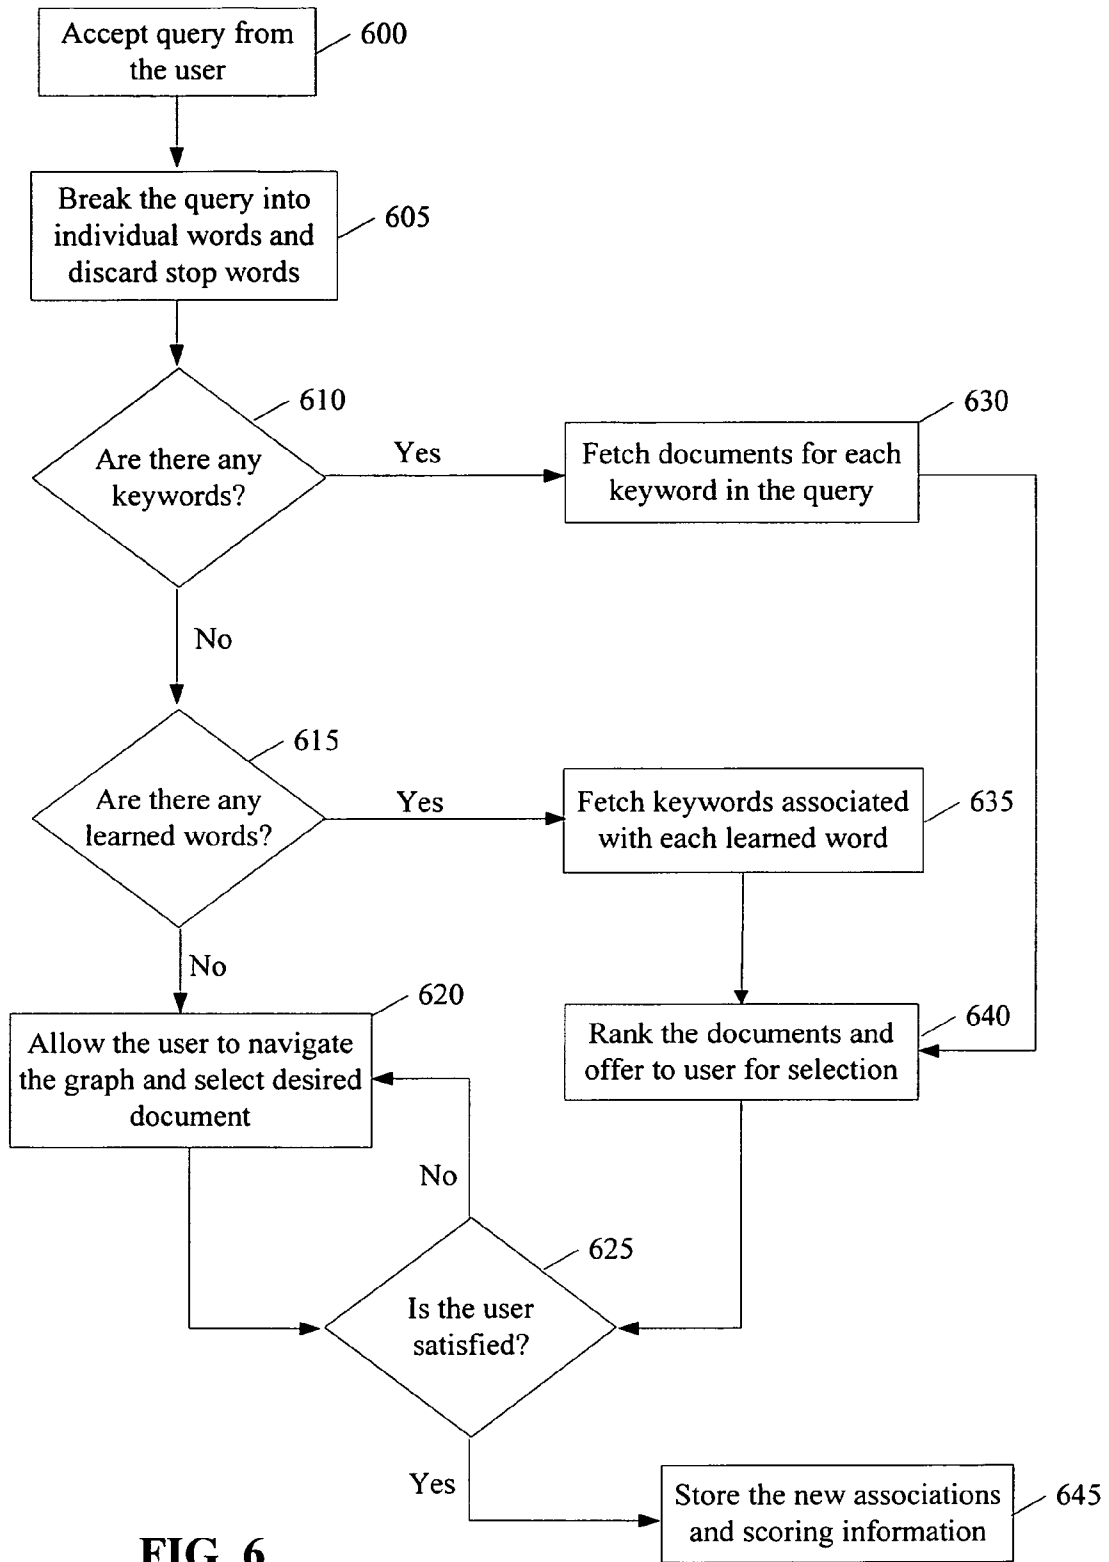 Accept query from
the user
600
Break the query into
individual words and
discard stop words
605
Are there any
keywords?
610
Yes
Fetch documents for each
keyword in the query
630
No
Are there any
learned words?
615
Yes
Fetch keywords associated
with each learned word
635
No
Allow the user to navigate
the graph and select desired
document
620
Rank the documents and
offer to user for selection
640
No
Is the user
satisfied?
625
Yes
Store the new associations
and scoring information
645
FIG. 6